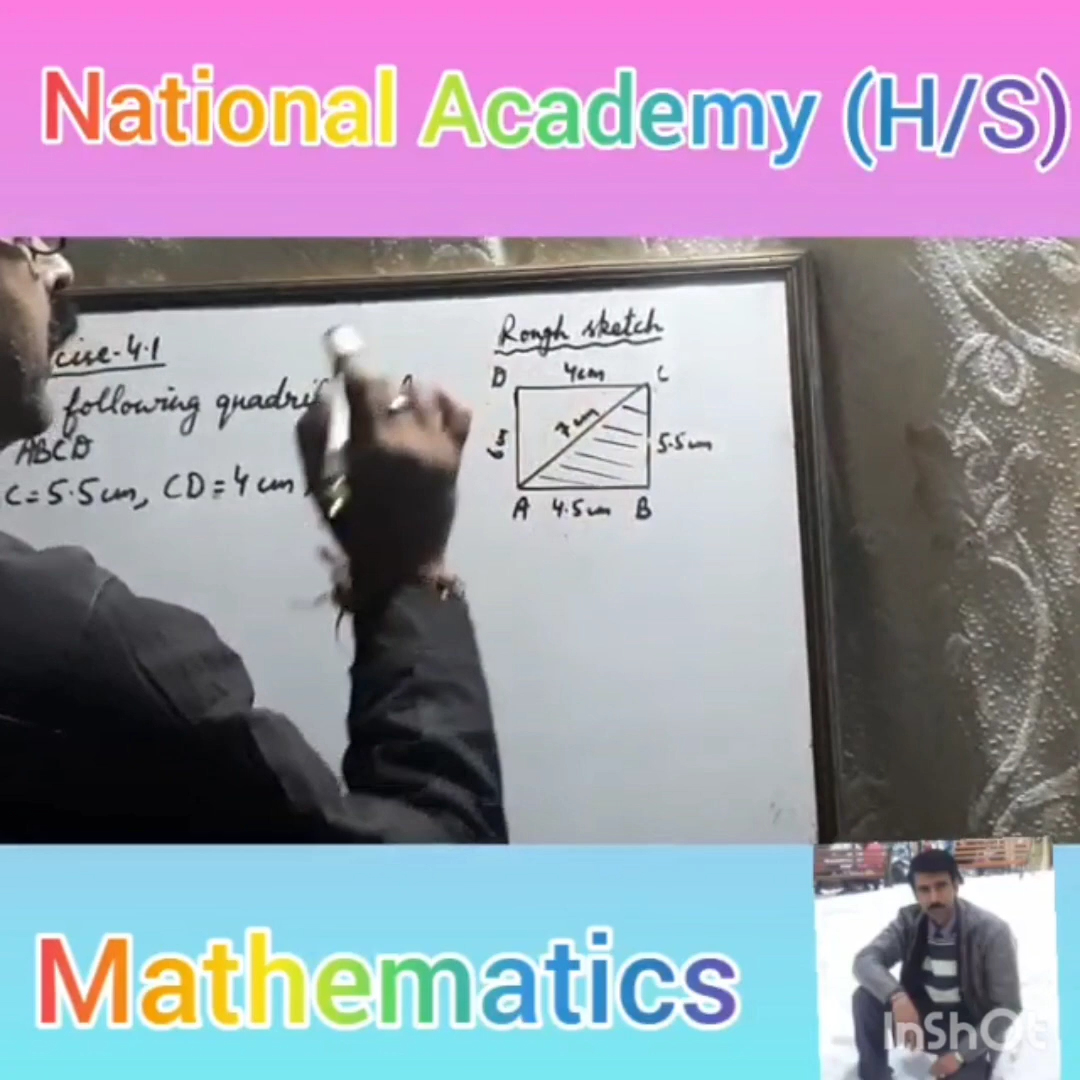 National Academy (H/S)
cise-4.1
following quadri
ABCD
C=5.5cm, CD=4cm
Rough sketch
D 4cm C
7cm
5.5cm
A 4.5cm B
Mathematics
InShOt